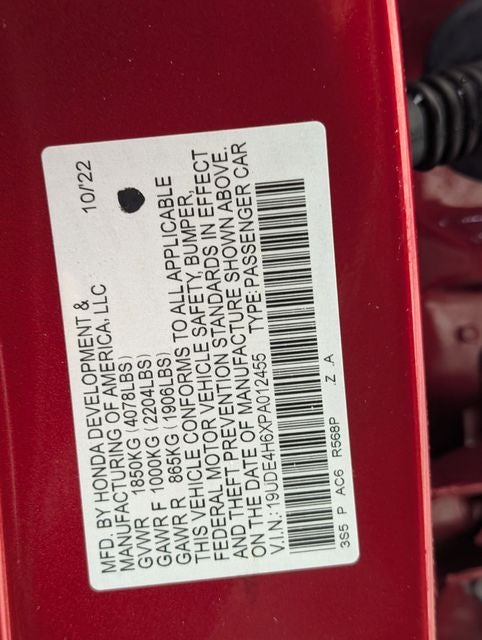 MFD. BY HONDA DEVELOPMENT &
MANUFACTURING OF AMERICA, LLC 10/'22
GVWR 1850KG (4078LBS)
GAWR F 1000KG (2204LBS)
GAWR R 865KG (1906LBS)
THIS VEHICLE CONFORMS TO ALL APPLICABLE
FEDERAL MOTOR VEHICLE SAFETY, BUMPER,
AND THEFT PREVENTION STANDARDS IN EFFECT
ON THE DATE OF MANUFACTURE SHOWN ABOVE.
V.I.N.: 19UDE4H6XPA012455 TYPE: PASSENGER CAR
3S5 P AC6 R568P .Z .A